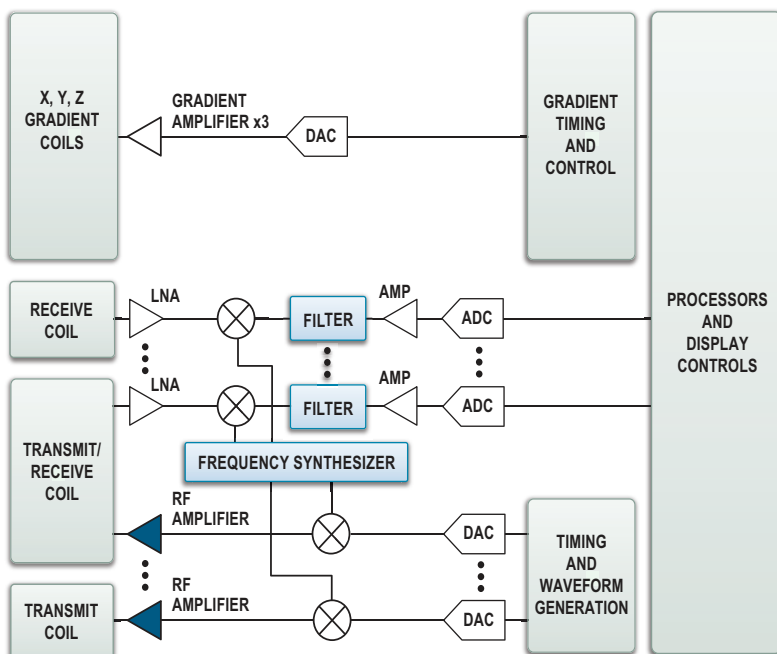 X, Y, Z
GRADIENT
COILS
GRADIENT
AMPLIFIER x3
DAC
GRADIENT
TIMING
AND
CONTROL
PROCESSORS
AND
DISPLAY
CONTROLS
RECEIVE
COIL
LNA
FILTER
AMP
ADC
LNA
FILTER
AMP
ADC
TRANSMIT/
RECEIVE
COIL
FREQUENCY SYNTHESIZER
RF
AMPLIFIER
DAC
TIMING
AND
WAVEFORM
GENERATION
RF
AMPLIFIER
DAC
TRANSMIT
COIL